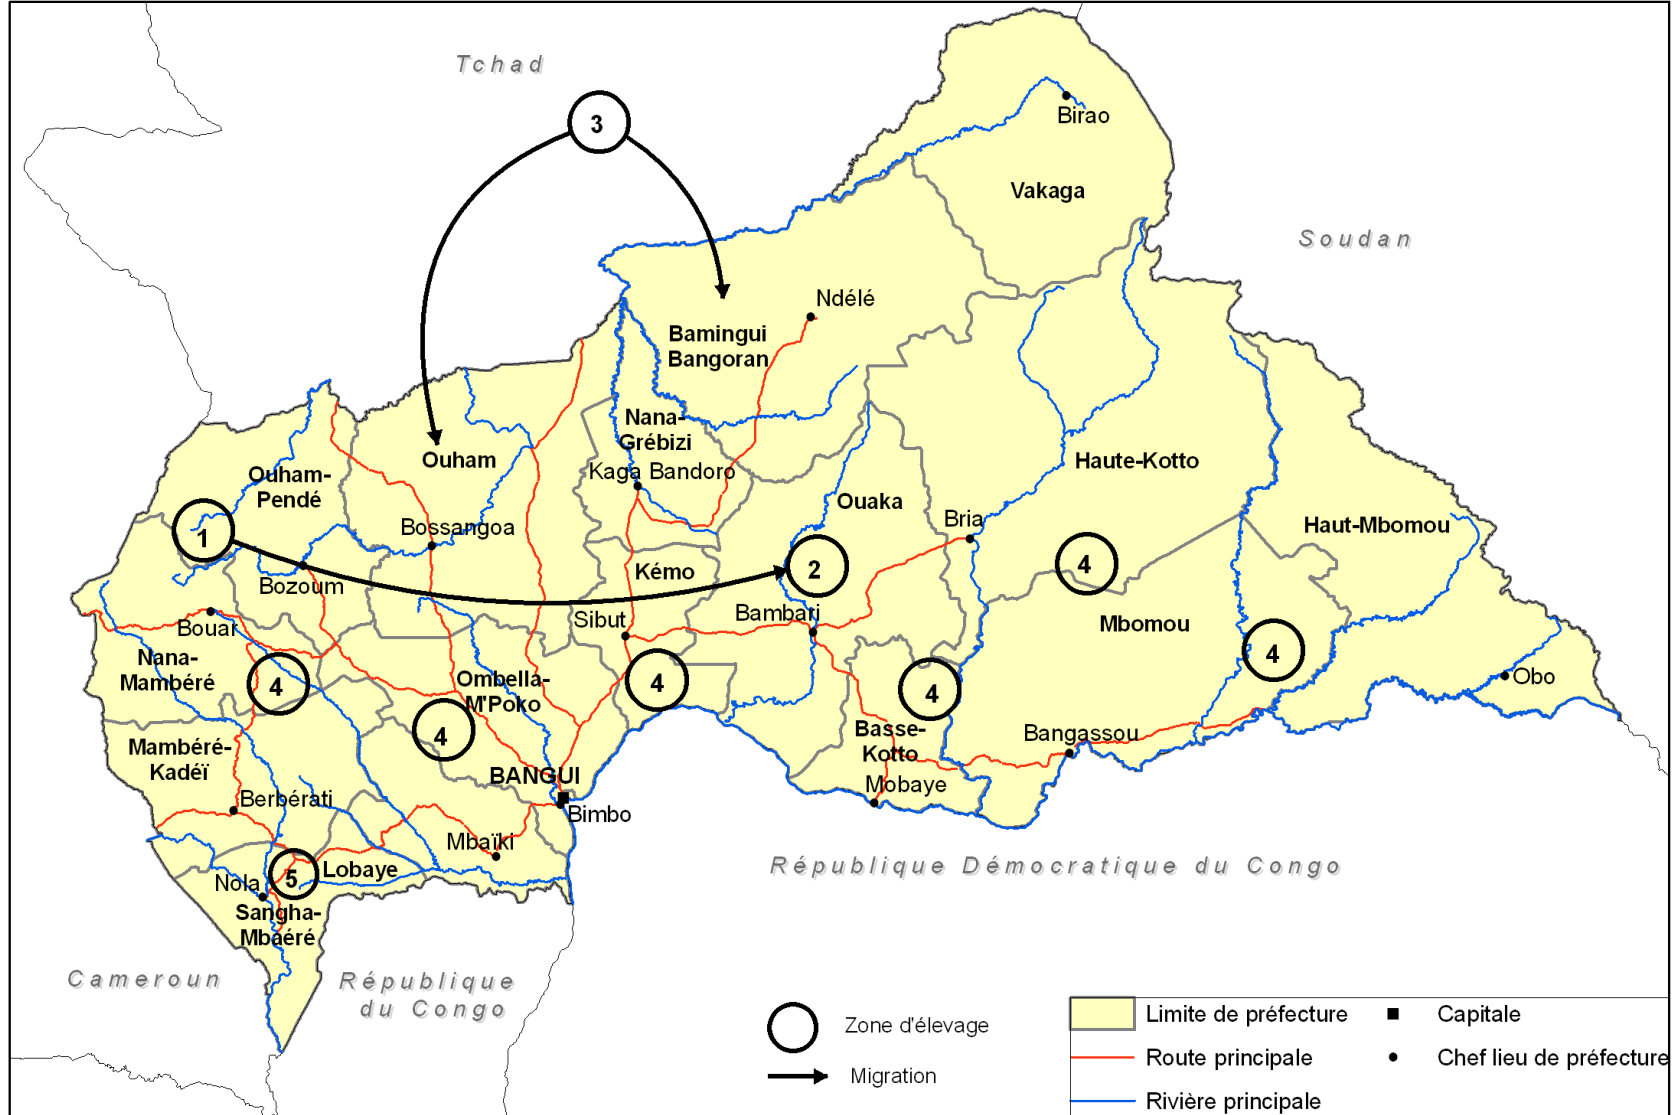 Tchad
3
Birao
Vakaga
Soudan
Ndélé
Bamingui
Bangoran
Nana-
Grébizi
Kaga Bandoro
Ouham
Ouham-
Pendé
Haute-Kotto
Ouaka
Bria
Haut-Mbomou
1
Bossangoa
2
4
Kémo
Bozoum
Sibut
Bambari
Mbomou
Bouar
Nana-
Mambéré
4
4
4
4
Obo
Ombella-
M'Poko
4
Basse-
Kotto
Bangassou
Mambéré-
Kadéï
BANGUI
Mobaye
Berbérati
Bimbo
Mbaïki
République Démocratique du Congo
5
Lobaye
Nola
Sangha-
Mbaéré
Cameroun
République
du Congo
Zone d'élevage
Migration
Limite de préfecture
Capitale
Route principale
Chef lieu de préfecture
Rivière principale